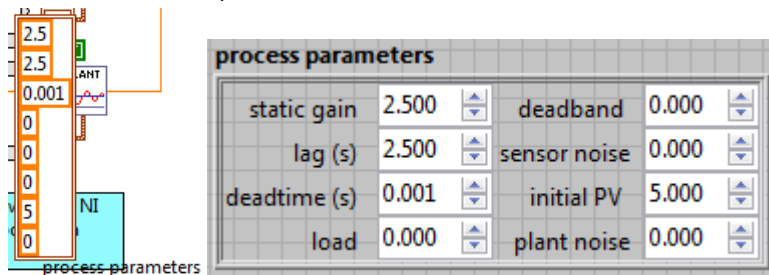 2.5
2.5
ANT
0.001
0
0
0
5
NI
0
process parameters
process parameters
static gain 2.500 deadband 0.000
lag (s) 2.500 sensor noise 0.000
deadtime (s) 0.001 initial PV 5.000
load 0.000 plant noise 0.000